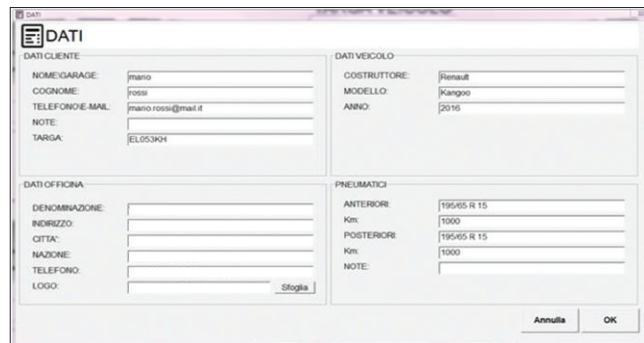 DATI
DATI
DATI CLIENTE
NOME\GARAGE: mario
COGNOME: rossi
TELEFONO\E-MAIL: mario.rossi@mail.it
NOTE:
TARGA: EL053KH
DATI VEICOLO
COSTRUTTORE: Renault
MODELLO: Kangoo
ANNO: 2016
DATI OFFICINA
DENOMINAZIONE:
INDIRIZZO:
CITTA':
NAZIONE:
TELEFONO:
LOGO: Sfoglia
PNEUMATICI
ANTERIORI: 195/65 R 15
Km: 1000
POSTERIORI: 195/65 R 15
Km: 1000
NOTE:
Annulla OK